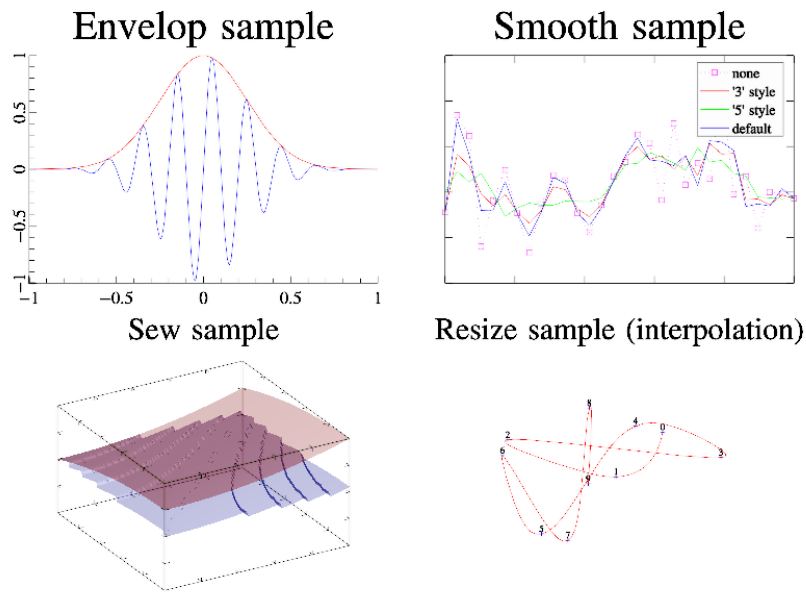 Envelop sample
1
0.5
0
−0.5
−1
−1
−0.5
0
0.5
1
Smooth sample
none
'3' style
'5' style
default
Sew sample
Resize sample (interpolation)
8
4
0
2
6
3
9
1
5
7